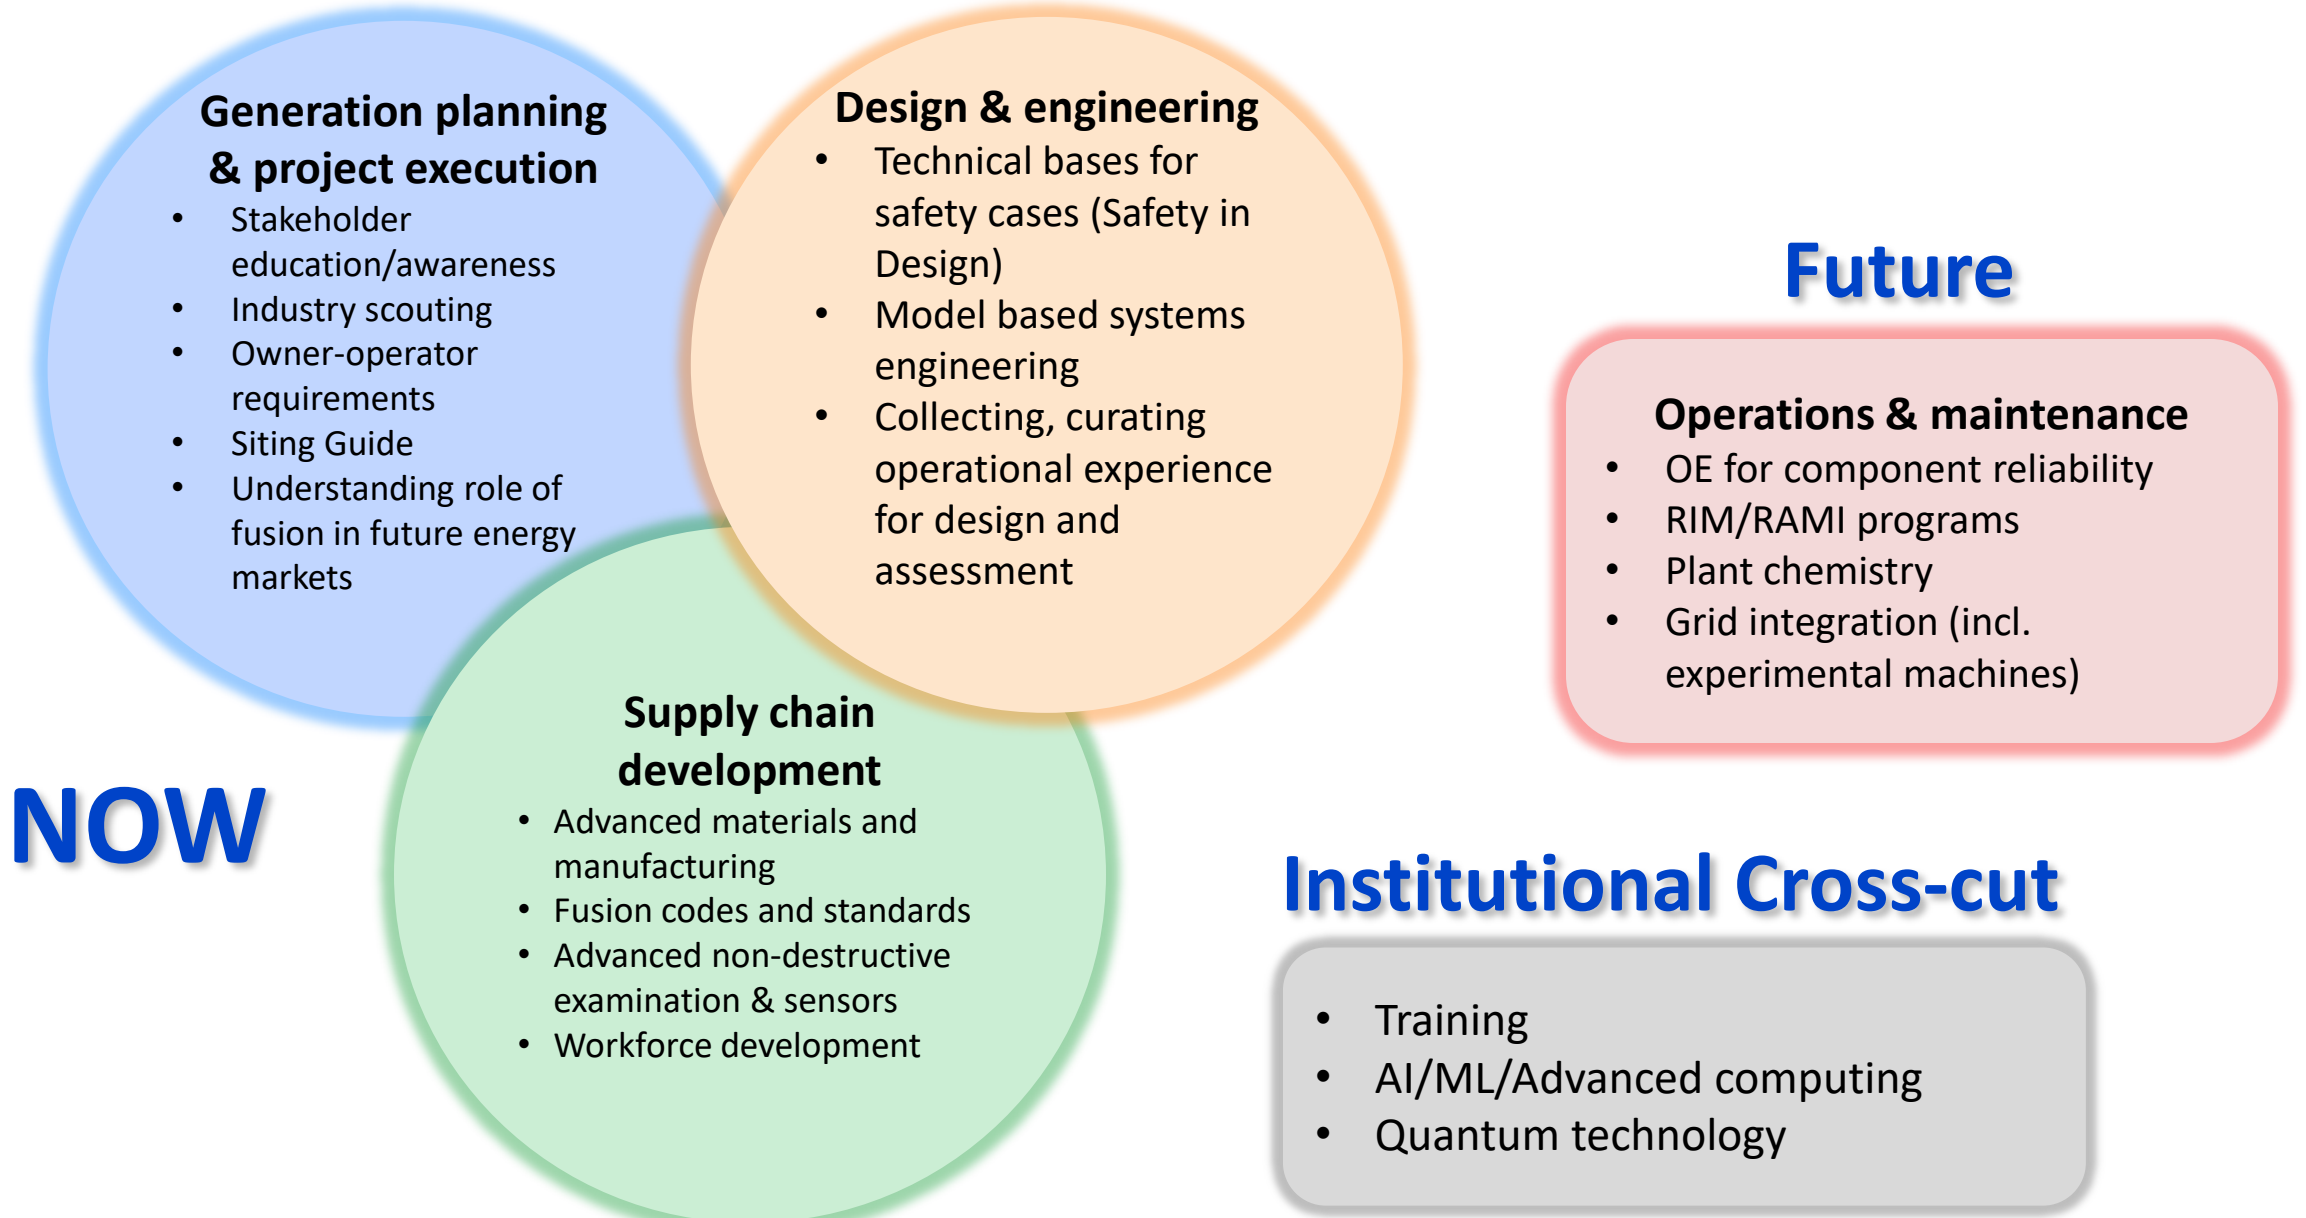 Generation planning
& project execution
• Stakeholder
education/awareness
• Industry scouting
• Owner-operator
requirements
• Siting Guide
• Understanding role of
fusion in future energy
markets
Design & engineering
• Technical bases for
safety cases (Safety in
Design)
• Model based systems
engineering
• Collecting, curating
operational experience
for design and
assessment
Supply chain
development
• Advanced materials and
manufacturing
• Fusion codes and standards
• Advanced non-destructive
examination & sensors
• Workforce development
NOW
Future
Operations & maintenance
• OE for component reliability
• RIM/RAMI programs
• Plant chemistry
• Grid integration (incl.
experimental machines)
Institutional Cross-cut
• Training
• AI/ML/Advanced computing
• Quantum technology